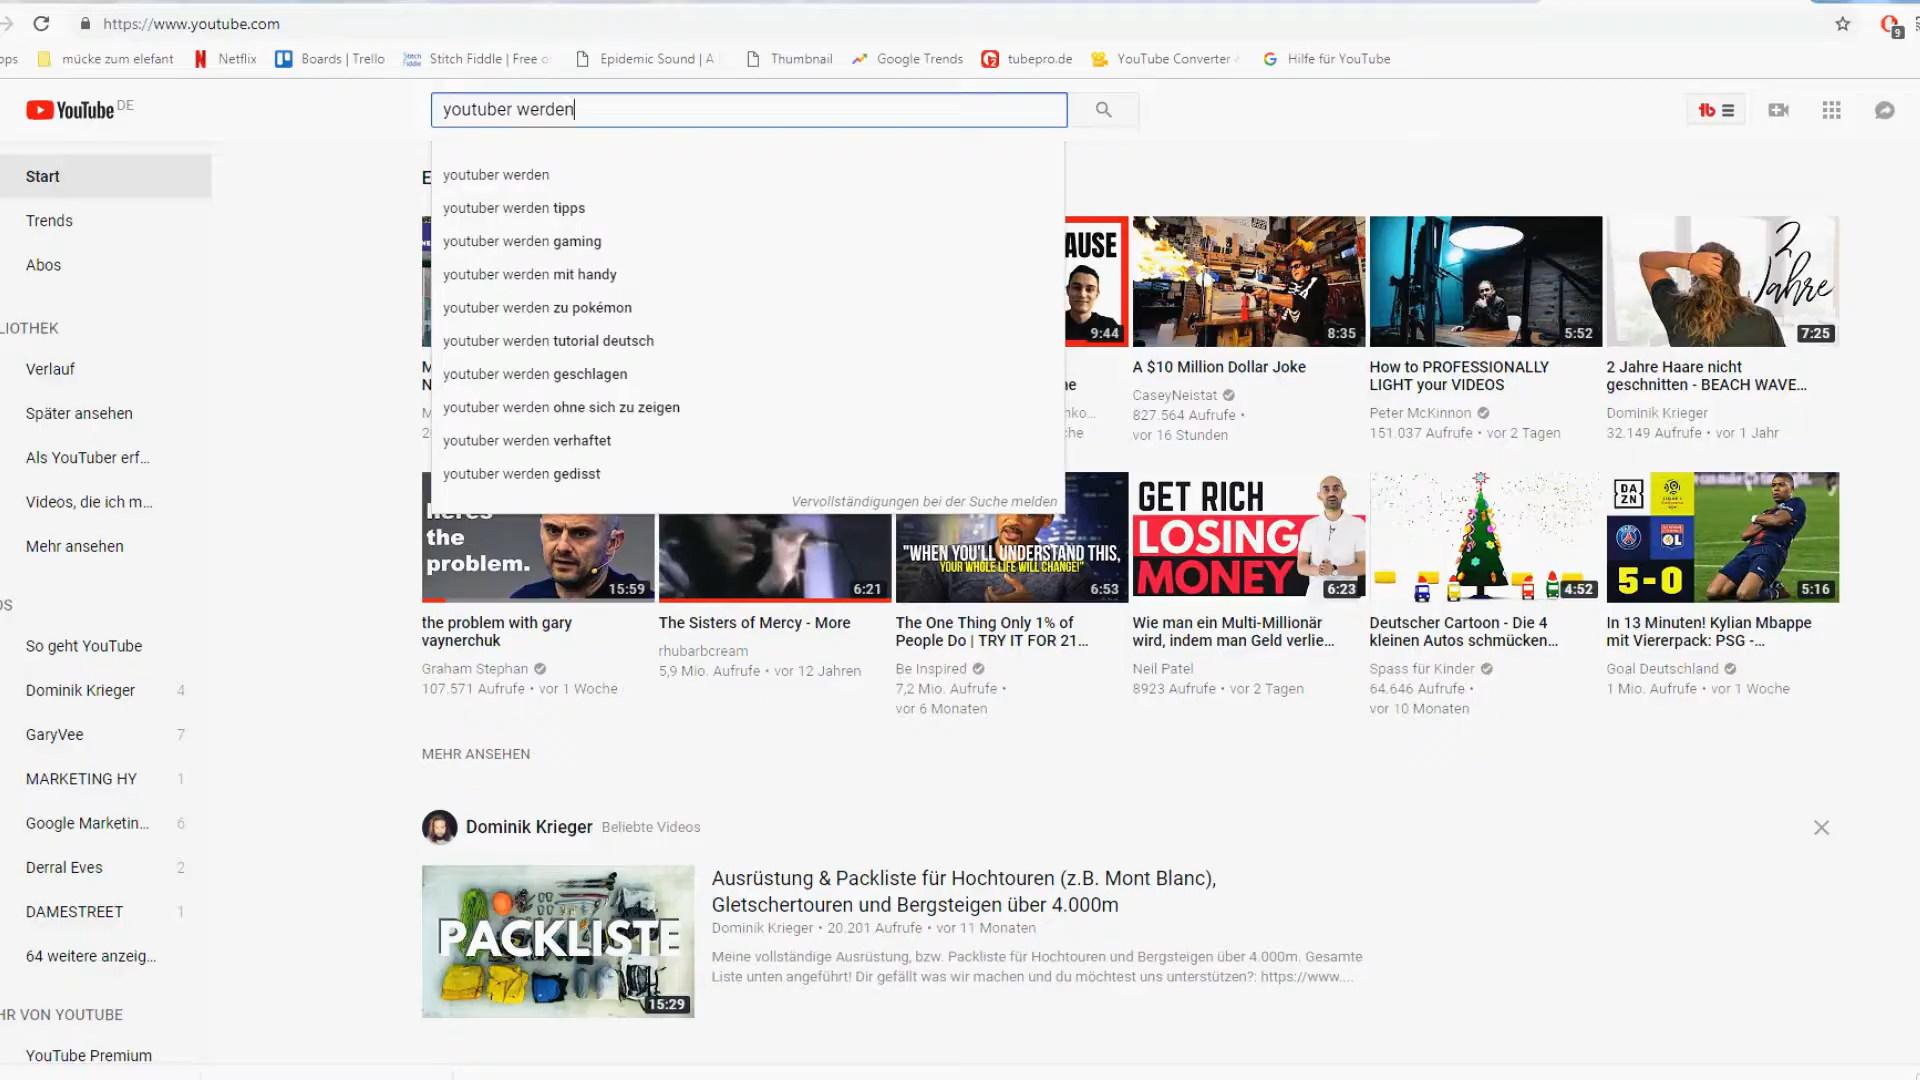 https://www.youtube.com
9
ops
mücke zum elefant
Netflix
Boards | Trello
Stitch Fiddle | Free o
Epidemic Sound | A
Thumbnail
Google Trends
tubepro.de
YouTube Converter
Hilfe für YouTube
YouTube DE
youtuber werden
Start
Trends
Abos
LIOTHEK
Verlauf
Später ansehen
Als YouTuber erf...
Videos, die ich m...
Mehr ansehen
OS
So geht YouTube
Dominik Krieger 4
GaryVee 7
MARKETING HY 1
Google Marketin... 6
Derral Eves 2
DAMESTREET 1
64 weitere anzeig...
HR VON YOUTUBE
YouTube Premium
youtuber werden
youtuber werden tipps
youtuber werden gaming
youtuber werden mit handy
youtuber werden zu pokémon
youtuber werden tutorial deutsch
youtuber werden geschlagen
youtuber werden ohne sich zu zeigen
youtuber werden verhaftet
youtuber werden gedisst
Vervollständigungen bei der Suche melden
AUSE
9:44
8:35
5:52
2
Jahre
7:25
A $10 Million Dollar Joke
CaseyNeistat
827.564 Aufrufe •
vor 16 Stunden
How to PROFESSIONALLY
LIGHT your VIDEOS
Peter McKinnon
151.037 Aufrufe • vor 2 Tagen
2 Jahre Haare nicht
geschnitten - BEACH WAVE...
Dominik Krieger
32.149 Aufrufe • vor 1 Jahr
the
problem.
15:59
6:21
"WHEN YOU'LL UNDERSTAND THIS,
YOUR WHOLE LIFE WILL CHANGE!"
6:53
GET RICH
LOSING
MONEY
6:23
4:52
DAZN
5-0
5:16
the problem with gary
vaynerchuk
Graham Stephan
107.571 Aufrufe • vor 1 Woche
The Sisters of Mercy - More
rhubarbcream
5,9 Mio. Aufrufe • vor 12 Jahren
The One Thing Only 1% of
People Do | TRY IT FOR 21...
Be Inspired
7,2 Mio. Aufrufe •
vor 6 Monaten
Wie man ein Multi-Millionär
wird, indem man Geld verlie...
Neil Patel
8923 Aufrufe • vor 2 Tagen
Deutscher Cartoon - Die 4
kleinen Autos schmücken...
Spass für Kinder
64.646 Aufrufe •
vor 10 Monaten
In 13 Minuten! Kylian Mbappe
mit Viererpack: PSG -...
Goal Deutschland
1 Mio. Aufrufe • vor 1 Woche
MEHR ANSEHEN
Dominik Krieger Beliebte Videos
PACKLISTE
15:29
Ausrüstung & Packliste für Hochtouren (z.B. Mont Blanc),
Gletschertouren und Bergsteigen über 4.000m
Dominik Krieger • 20.201 Aufrufe • vor 11 Monaten
Meine vollständige Ausrüstung, bzw. Packliste für Hochtouren und Bergsteigen über 4.000m. Gesamte
Liste unten angeführt! Dir gefällt was wir machen und du möchtest uns unterstützen?: https://www....